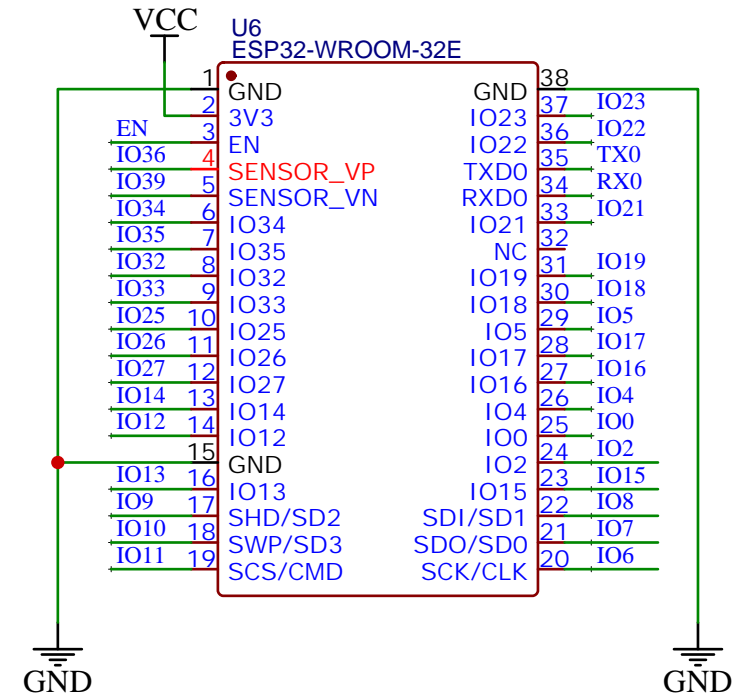 VCC
U6
ESP32-WROOM-32E
1 GND GND 38
2 3V3 IO23 37 IO23
EN 3 EN IO22 36 IO22
IO36 4 SENSOR_VP TXD0 35 TX0
IO39 5 SENSOR_VN RXD0 34 RX0
IO34 6 IO34 IO21 33 IO21
IO35 7 IO35 NC 32
IO32 8 IO32 IO19 31 IO19
IO33 9 IO33 IO18 30 IO18
IO25 10 IO25 IO5 29 IO5
IO26 11 IO26 IO17 28 IO17
IO27 12 IO27 IO16 27 IO16
IO14 13 IO14 IO4 26 IO4
IO12 14 IO12 IO0 25 IO0
15 GND IO2 24 IO2
IO13 16 IO13 IO15 23 IO15
IO9 17 SHD/SD2 SDI/SD1 22 IO8
IO10 18 SWP/SD3 SDO/SD0 21 IO7
IO11 19 SCS/CMD SCK/CLK 20 IO6
GND GND